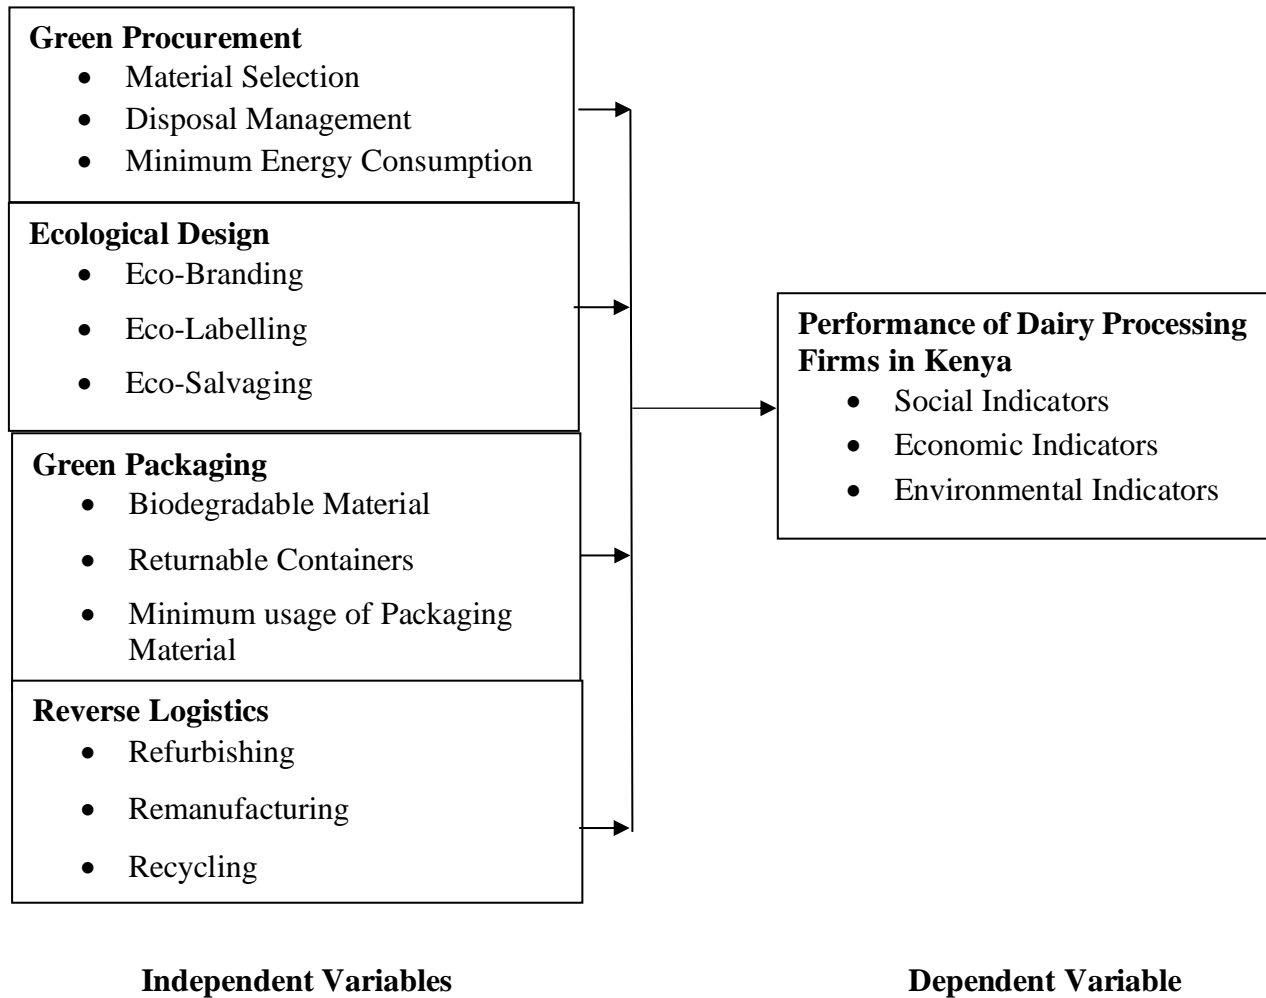 Green Procurement
• Material Selection
• Disposal Management
• Minimum Energy Consumption
Ecological Design
• Eco-Branding
• Eco-Labelling
• Eco-Salvaging
Green Packaging
• Biodegradable Material
• Returnable Containers
• Minimum usage of Packaging
Material
Reverse Logistics
• Refurbishing
• Remanufacturing
• Recycling
Independent Variables
Performance of Dairy Processing
Firms in Kenya
• Social Indicators
• Economic Indicators
• Environmental Indicators
Dependent Variable